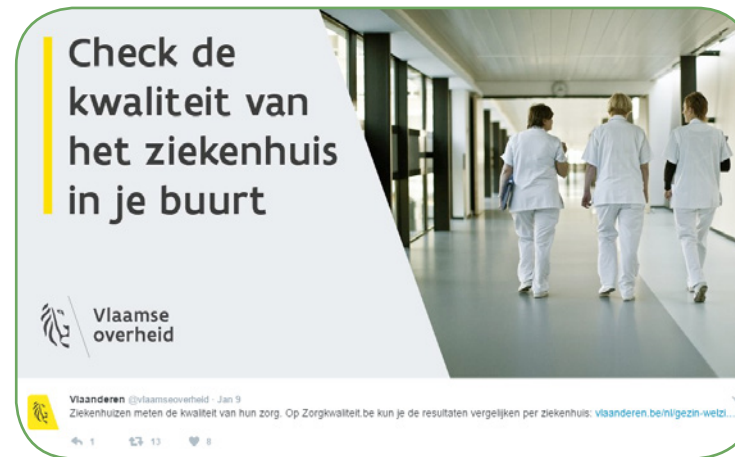 Check de
kwaliteit van
het ziekenhuis
in je buurt
Vlaamse
overheid
Vlaanderen @vlaamseoverheid · Jan 9
Ziekenhuizen meten de kwaliteit van hun zorg. Op Zorgkwaliteit.be kun je de resultaten vergelijken per ziekenhuis: vlaanderen.be/nl/gezin-welzi...
1 13 8